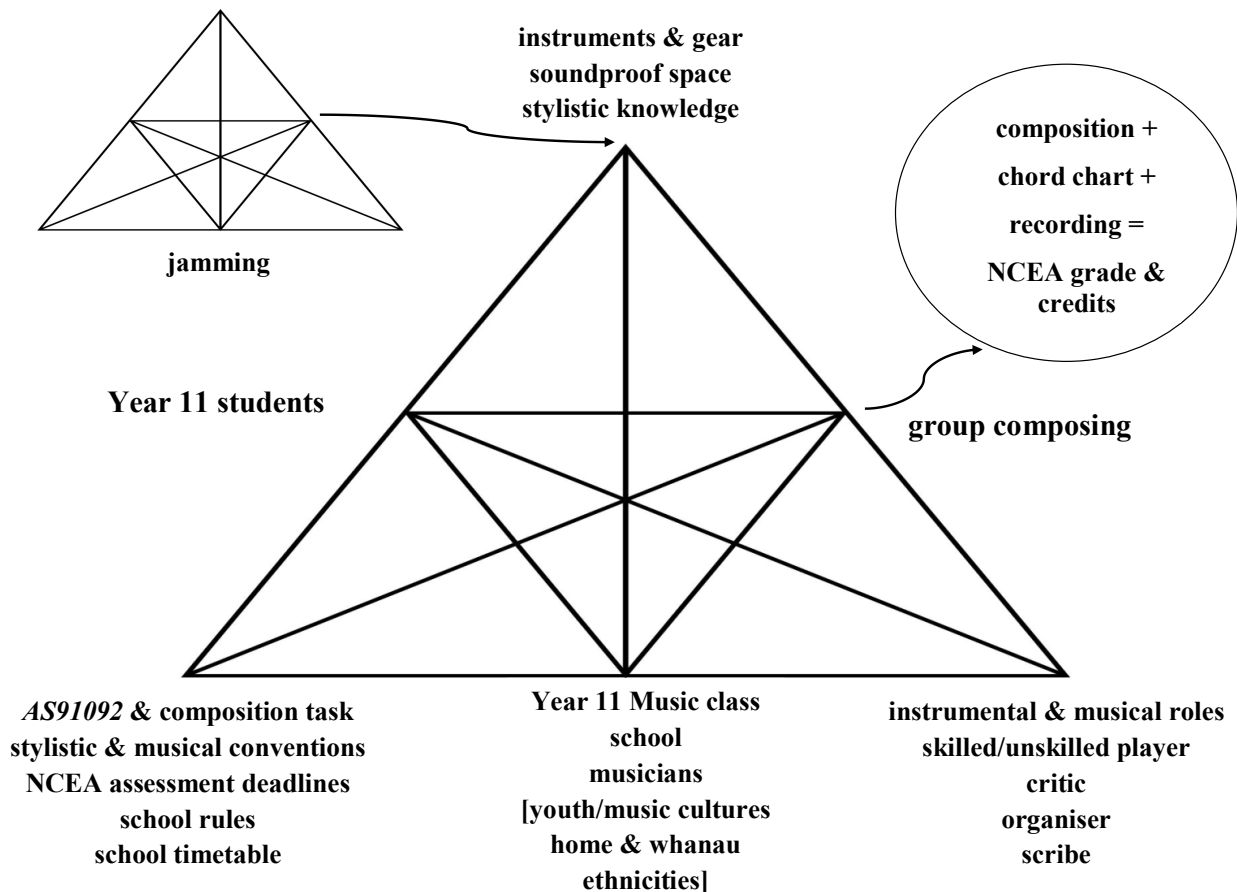 instruments & gear
soundproof space
stylistic knowledge
jamming
composition +
chord chart +
recording =
NCEA grade &
credits
Year 11 students
group composing
AS91092 & composition task
stylistic & musical conventions
NCEA assessment deadlines
school rules
school timetable
Year 11 Music class
school
musicians
[youth/music cultures
home & whanau
ethnicities]
instrumental & musical roles
skilled/unskilled player
critic
organiser
scribe